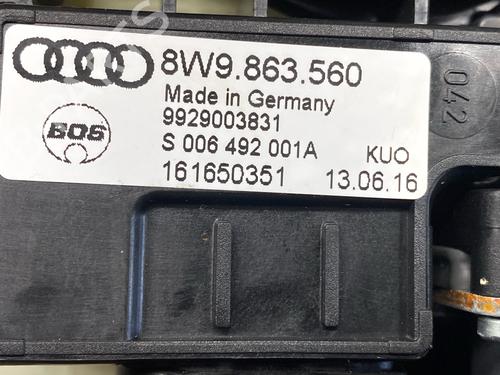 8W9.863.560
Made in Germany
9929003831
BOS
S 006 492 001A KUO
161650351 13.06.16
042